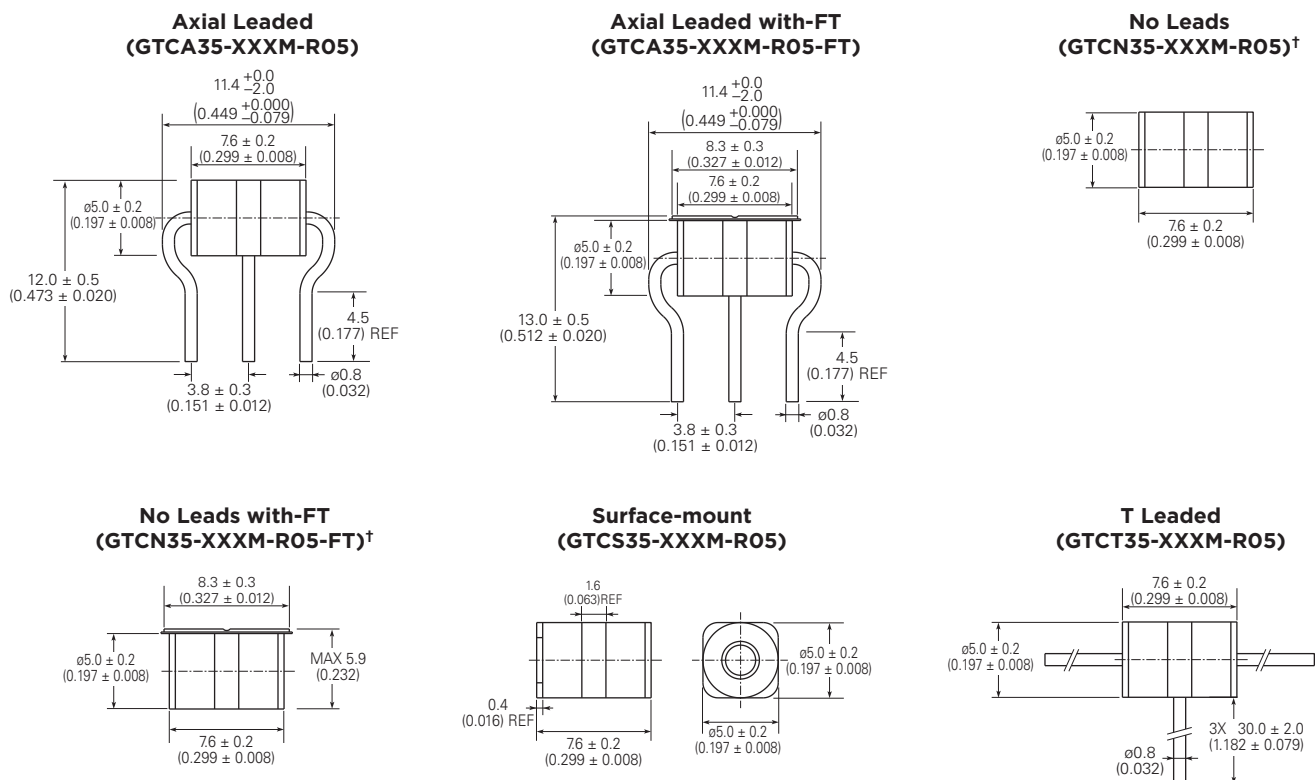 Axial Leaded
(GTCA35-XXXM-R05)
11.4 +0.0
−2.0
(0.449 +0.000
−0.079)
7.6 ± 0.2
(0.299 ± 0.008)
ø5.0 ± 0.2
(0.197 ± 0.008)
12.0 ± 0.5
(0.473 ± 0.020)
4.5
(0.177) REF
3.8 ± 0.3
(0.151 ± 0.012)
ø0.8
(0.032)
Axial Leaded with-FT
(GTCA35-XXXM-R05-FT)
11.4 +0.0
−2.0
(0.449 +0.000
−0.079)
8.3 ± 0.3
(0.327 ± 0.012)
7.6 ± 0.2
(0.299 ± 0.008)
ø5.0 ± 0.2
(0.197 ± 0.008)
13.0 ± 0.5
(0.512 ± 0.020)
4.5
(0.177) REF
3.8 ± 0.3
(0.151 ± 0.012)
ø0.8
(0.032)
No Leads
(GTCN35-XXXM-R05)†
ø5.0 ± 0.2
(0.197 ± 0.008)
7.6 ± 0.2
(0.299 ± 0.008)
No Leads with-FT
(GTCN35-XXXM-R05-FT)†
8.3 ± 0.3
(0.327 ± 0.012)
ø5.0 ± 0.2
(0.197 ± 0.008)
MAX 5.9
(0.232)
7.6 ± 0.2
(0.299 ± 0.008)
Surface-mount
(GTCS35-XXXM-R05)
1.6
(0.063)REF
0.4
(0.016) REF
7.6 ± 0.2
(0.299 ± 0.008)
ø5.0 ± 0.2
(0.197 ± 0.008)
ø5.0 ± 0.2
(0.197 ± 0.008)
T Leaded
(GTCT35-XXXM-R05)
7.6 ± 0.2
(0.299 ± 0.008)
ø5.0 ± 0.2
(0.197 ± 0.008)
3X 30.0 ± 2.0
(1.182 ± 0.079)
ø0.8
(0.032)